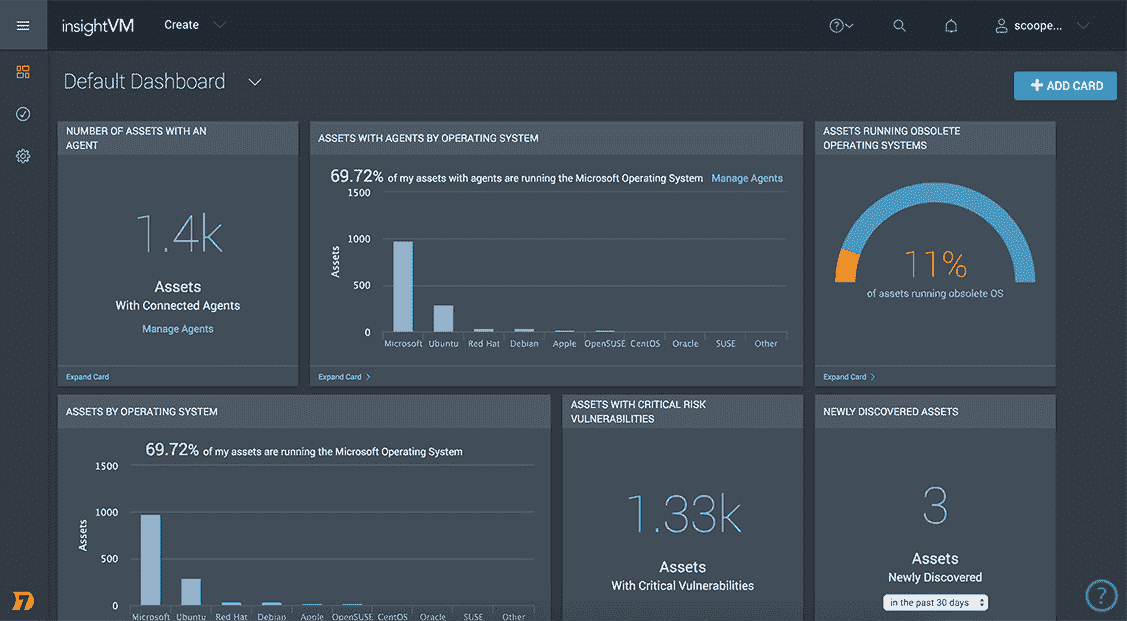 insightVM
Create
scoope...
Default Dashboard
ADD CARD
NUMBER OF ASSETS WITH AN
AGENT
1.4k
Assets
With Connected Agents
Manage Agents
Expand Card
ASSETS WITH AGENTS BY OPERATING SYSTEM
69.72% of my assets with agents are running the Microsoft Operating System Manage Agents
1500
1000
500
0
Assets
Microsoft Ubuntu Red Hat Debian Apple OpenSUSE CentOS Oracle SUSE Other
Expand Card
ASSETS RUNNING OBSOLETE
OPERATING SYSTEMS
11%
of assets running obsolete OS
Expand Card
ASSETS BY OPERATING SYSTEM
69.72% of my assets are running the Microsoft Operating System
1500
1000
500
0
Assets
Microsoft Ubuntu Red Hat Debian Apple OpenSUSE CentOS Oracle SUSE Other
ASSETS WITH CRITICAL RISK
VULNERABILITIES
1.33k
Assets
With Critical Vulnerabilities
NEWLY DISCOVERED ASSETS
3
Assets
Newly Discovered
in the past 30 days
?